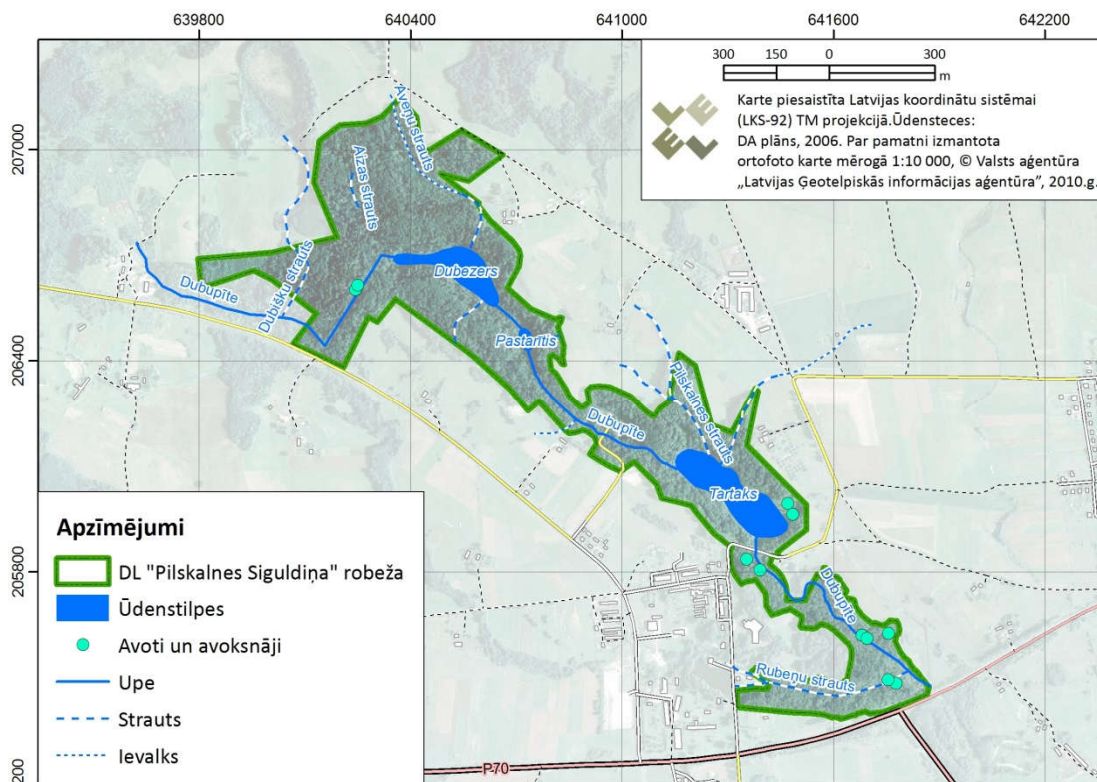 639800
640400
641000
641600
642200
300
150
0
300
m
Karte piesaistīta Latvijas koordinātu sistēmai
(LKS-92) TM projekcijā.Ūdensteces:
DA plāns, 2006. Par pamatni izmantota
ortofoto karte mērogā 1:10 000, © Valsts aģentūra
„Latvijas Ģeotelpiskās informācijas aģentūra”, 2010.g.
207000
206400
205800
200
Aveņu strauts
Aizas strauts
Dubezers
Dubišķu strauts
Dubupīte
Pastarītis
Pilskalnes strauts
Dubupīte
Tartaks
Dubupīte
Rubeņu strauts
P70
Apzīmējumi
DL "Pilskalnes Siguldiņa" robeža
Ūdenstilpes
Avoti un avoksnāji
Upe
Strauts
Ievalks